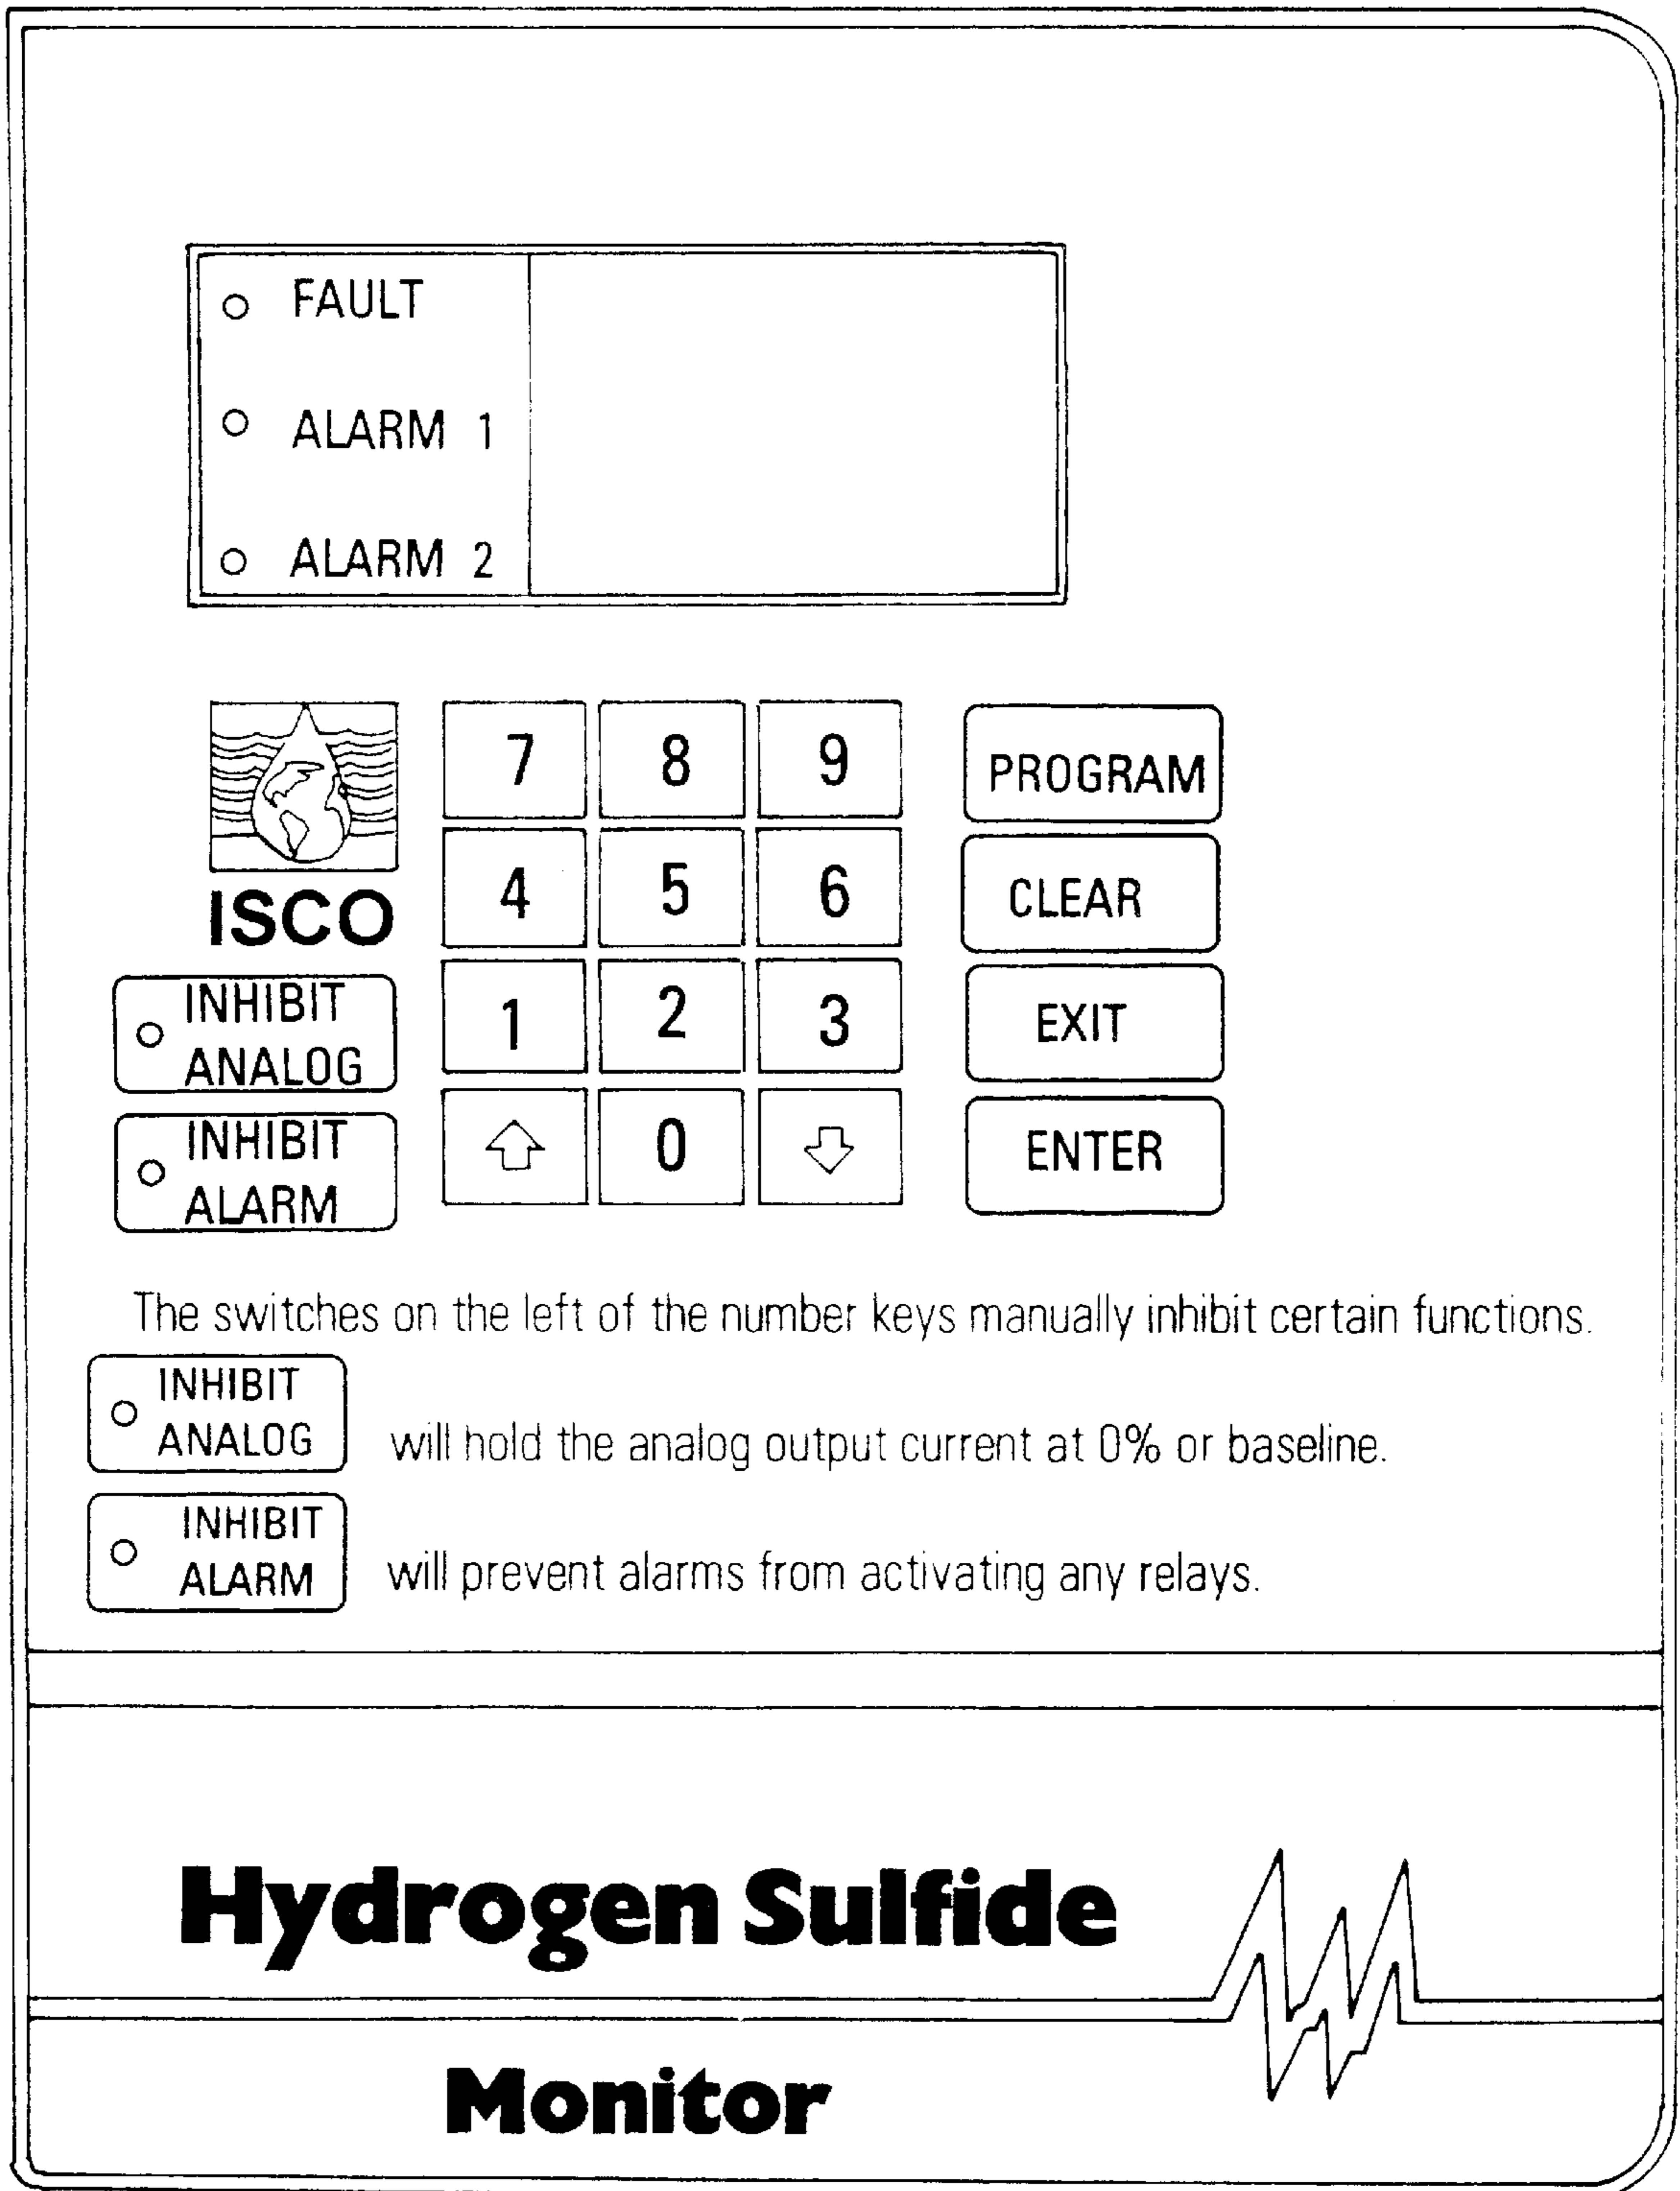 FAULT
ALARM 1
ALARM 2
7 8 9 PROGRAM
ISCO
4 5 6 CLEAR
INHIBIT
ANALOG
1 2 3 EXIT
INHIBIT
ALARM
0 ENTER
The switches on the left of the number keys manually inhibit certain functions.
INHIBIT
ANALOG
will hold the analog output current at 0% or baseline.
INHIBIT
ALARM
will prevent alarms from activating any relays.
Hydrogen Sulfide
Monitor